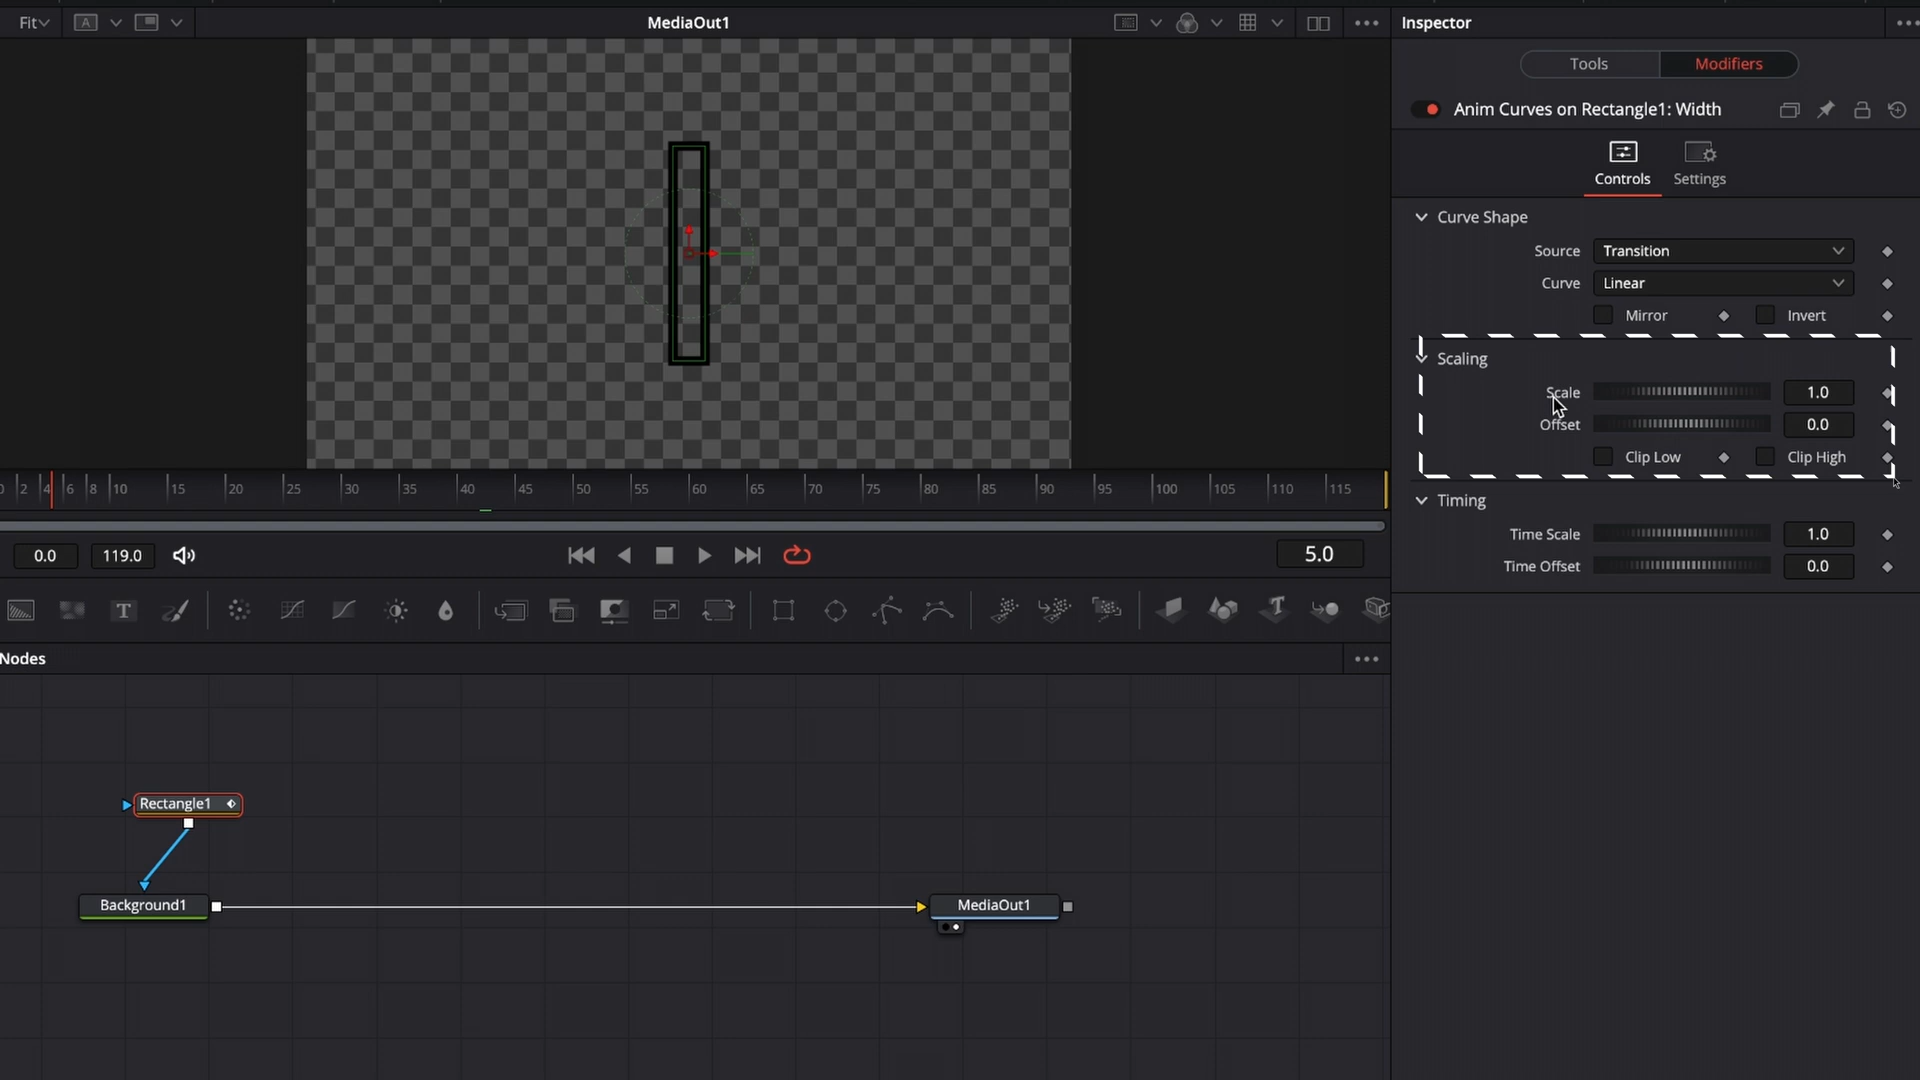 Fit
A
MediaOut1
Inspector
Tools
Modifiers
Anim Curves on Rectangle1: Width
Controls
Settings
Curve Shape
Source
Transition
Curve
Linear
Mirror
Invert
Scaling
Scale
1.0
Offset
0.0
Clip Low
Clip High
Timing
Time Scale
1.0
Time Offset
0.0
0 2 4 6 8 10 15 20 25 30 35 40 45 50 55 60 65 70 75 80 85 90 95 100 105 110 115
0.0
119.0
5.0
T
T
Nodes
Rectangle1
Background1
MediaOut1